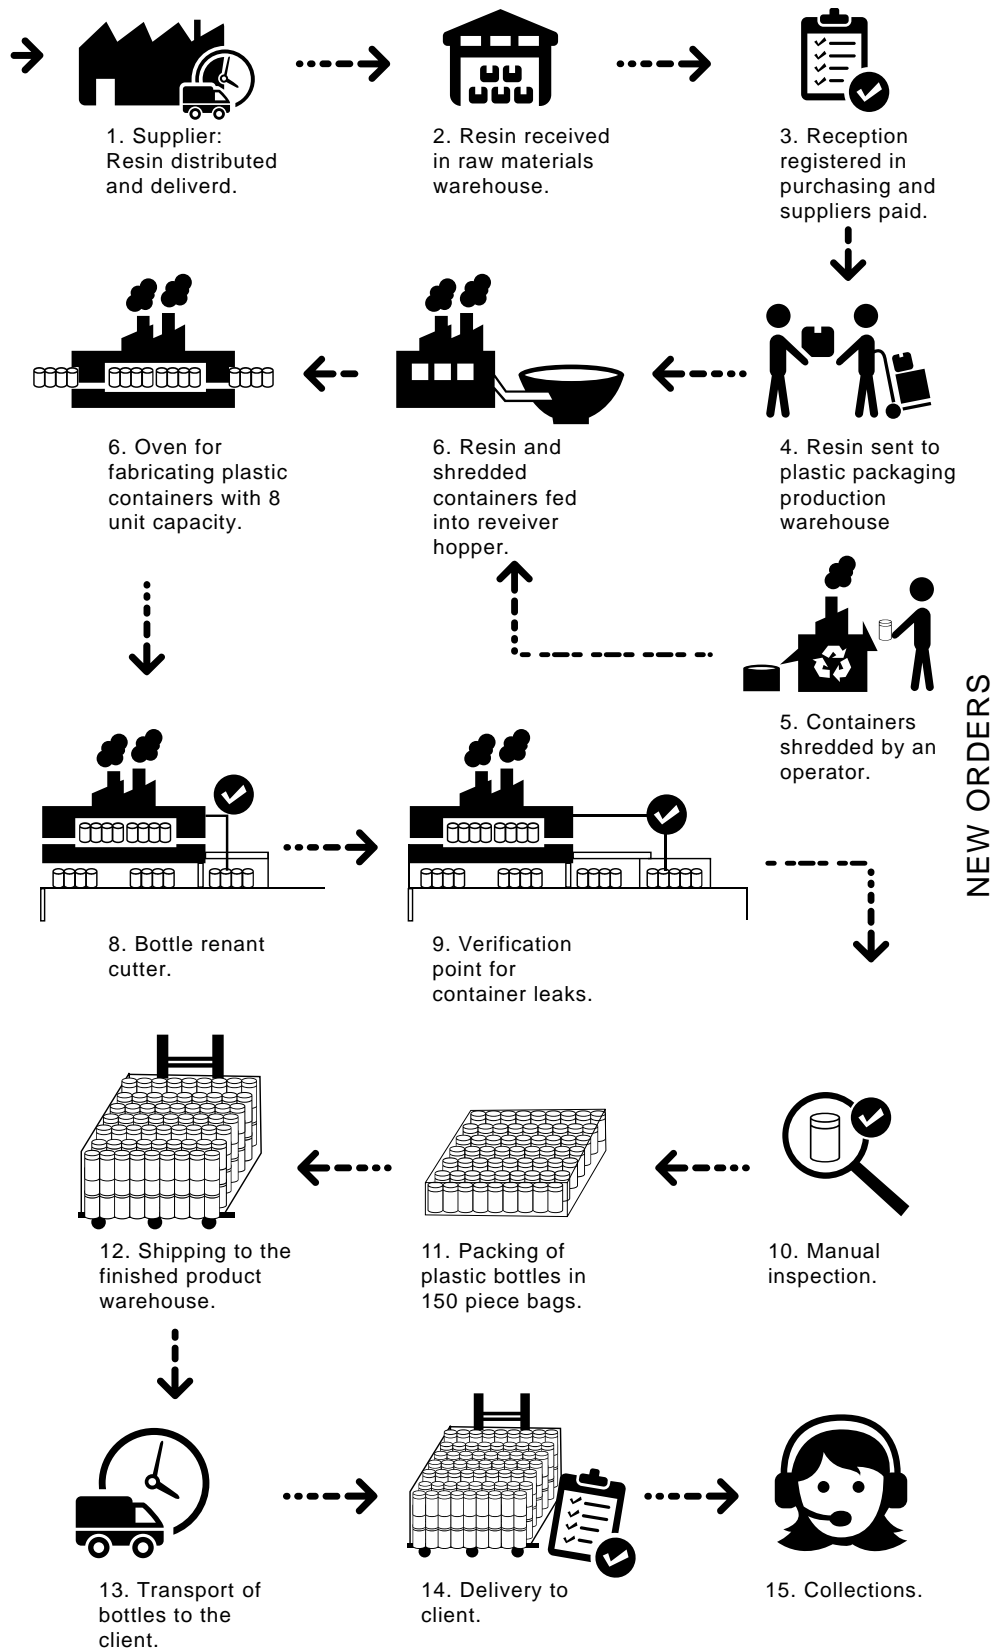 1. Supplier:
Resin distributed
and deliverd.
2. Resin received
in raw materials
warehouse.
3. Reception
registered in
purchasing and
suppliers paid.
6. Oven for
fabricating plastic
containers with 8
unit capacity.
6. Resin and
shredded
containers fed
into reveiver
hopper.
4. Resin sent to
plastic packaging
production
warehouse
5. Containers
shredded by an
operator.
NEW ORDERS
8. Bottle renant
cutter.
9. Verification
point for
container leaks.
12. Shipping to the
finished product
warehouse.
11. Packing of
plastic bottles in
150 piece bags.
10. Manual
inspection.
13. Transport of
bottles to the
client.
14. Delivery to
client.
15. Collections.